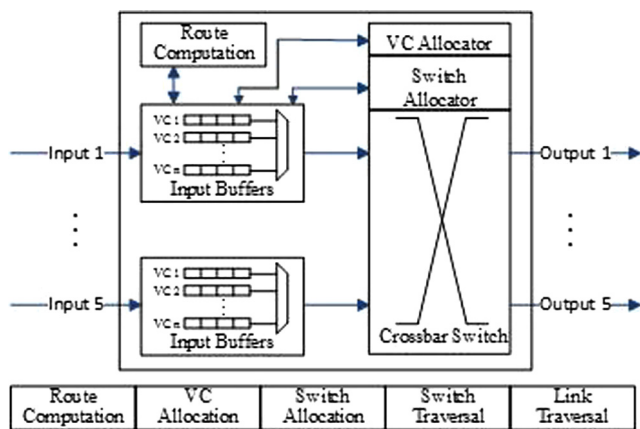 Route
Computation
VC Allocator
Switch
Allocator
VC 1
VC 2
VC n
Input Buffers
Input 1
Output 1
VC 1
VC 2
VC n
Input Buffers
Input 5
Output 5
Crossbar Switch
Route
Computation
VC
Allocation
Switch
Allocation
Switch
Traversal
Link
Traversal